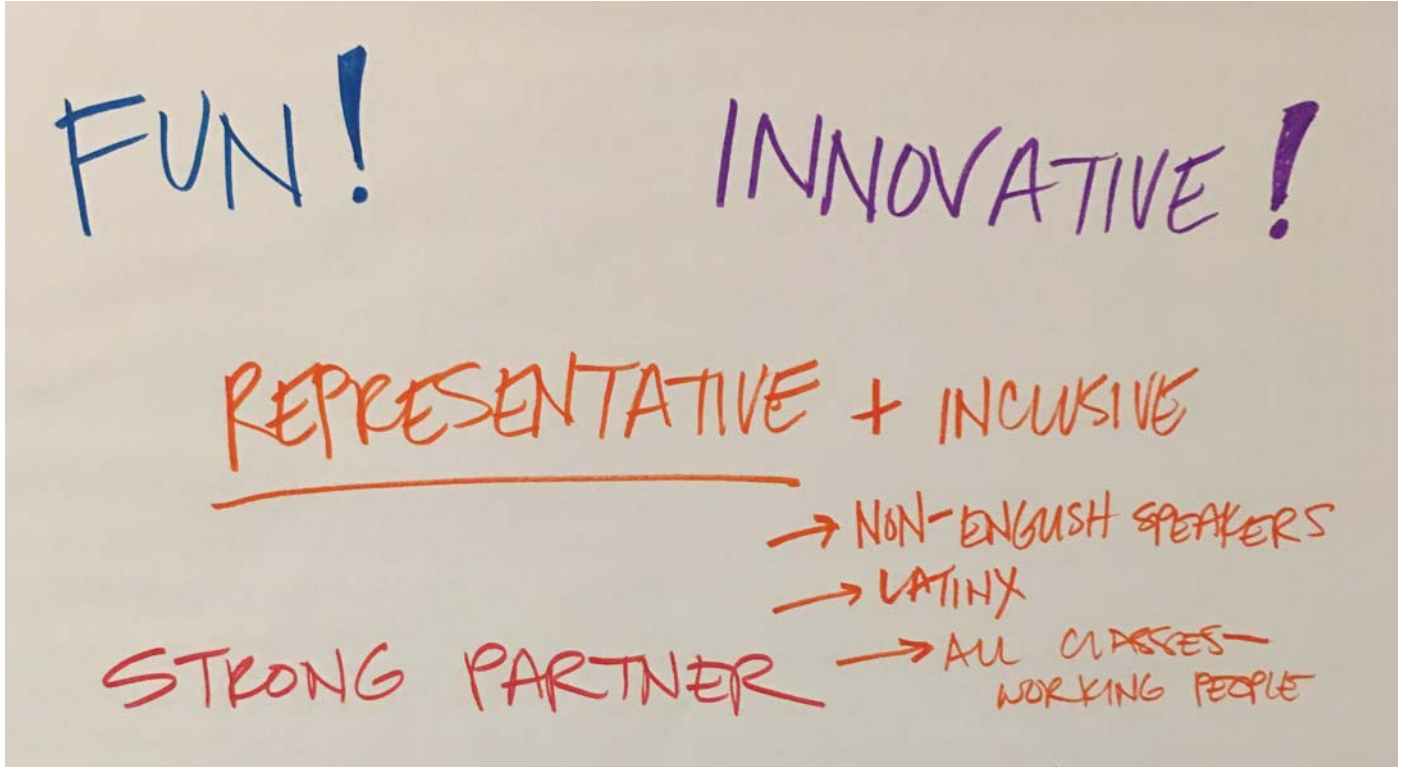 FUN!
INNOVATIVE!
REPRESENTATIVE + INCLUSIVE
→ NON-ENGLISH SPEAKERS
→ LATINX
→ ALL CLASSES—
WORKING PEOPLE
STRONG PARTNER